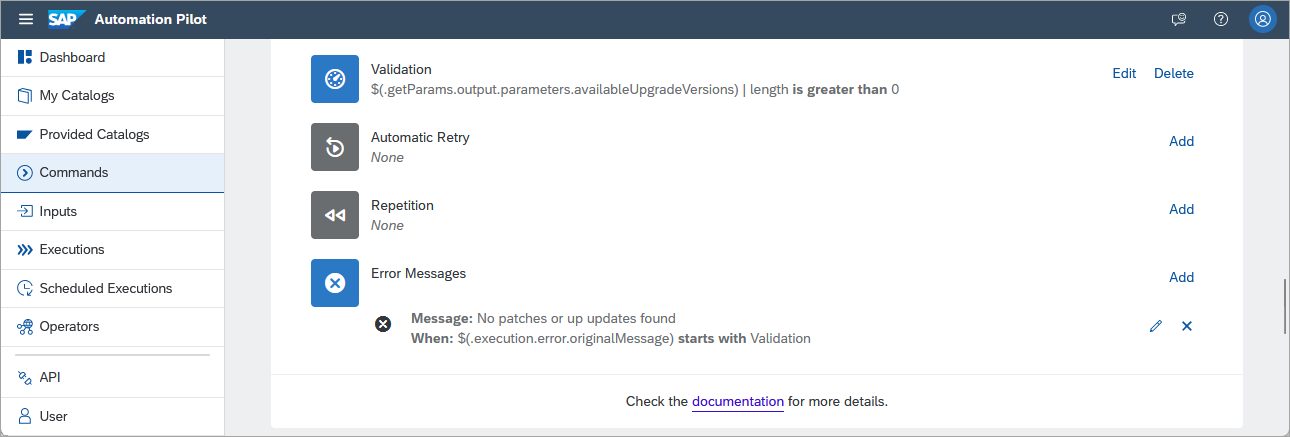 SAP Automation Pilot
Dashboard
My Catalogs
Provided Catalogs
Commands
Inputs
Executions
Scheduled Executions
Operators
API
User
Validation
Edit Delete
$(.getParams.output.parameters.availableUpgradeVersions) | length is greater than 0
Automatic Retry
None
Add
Repetition
None
Add
Error Messages
Add
Message: No patches or up updates found
When: $(.execution.error.originalMessage) starts with Validation
Check the documentation for more details.